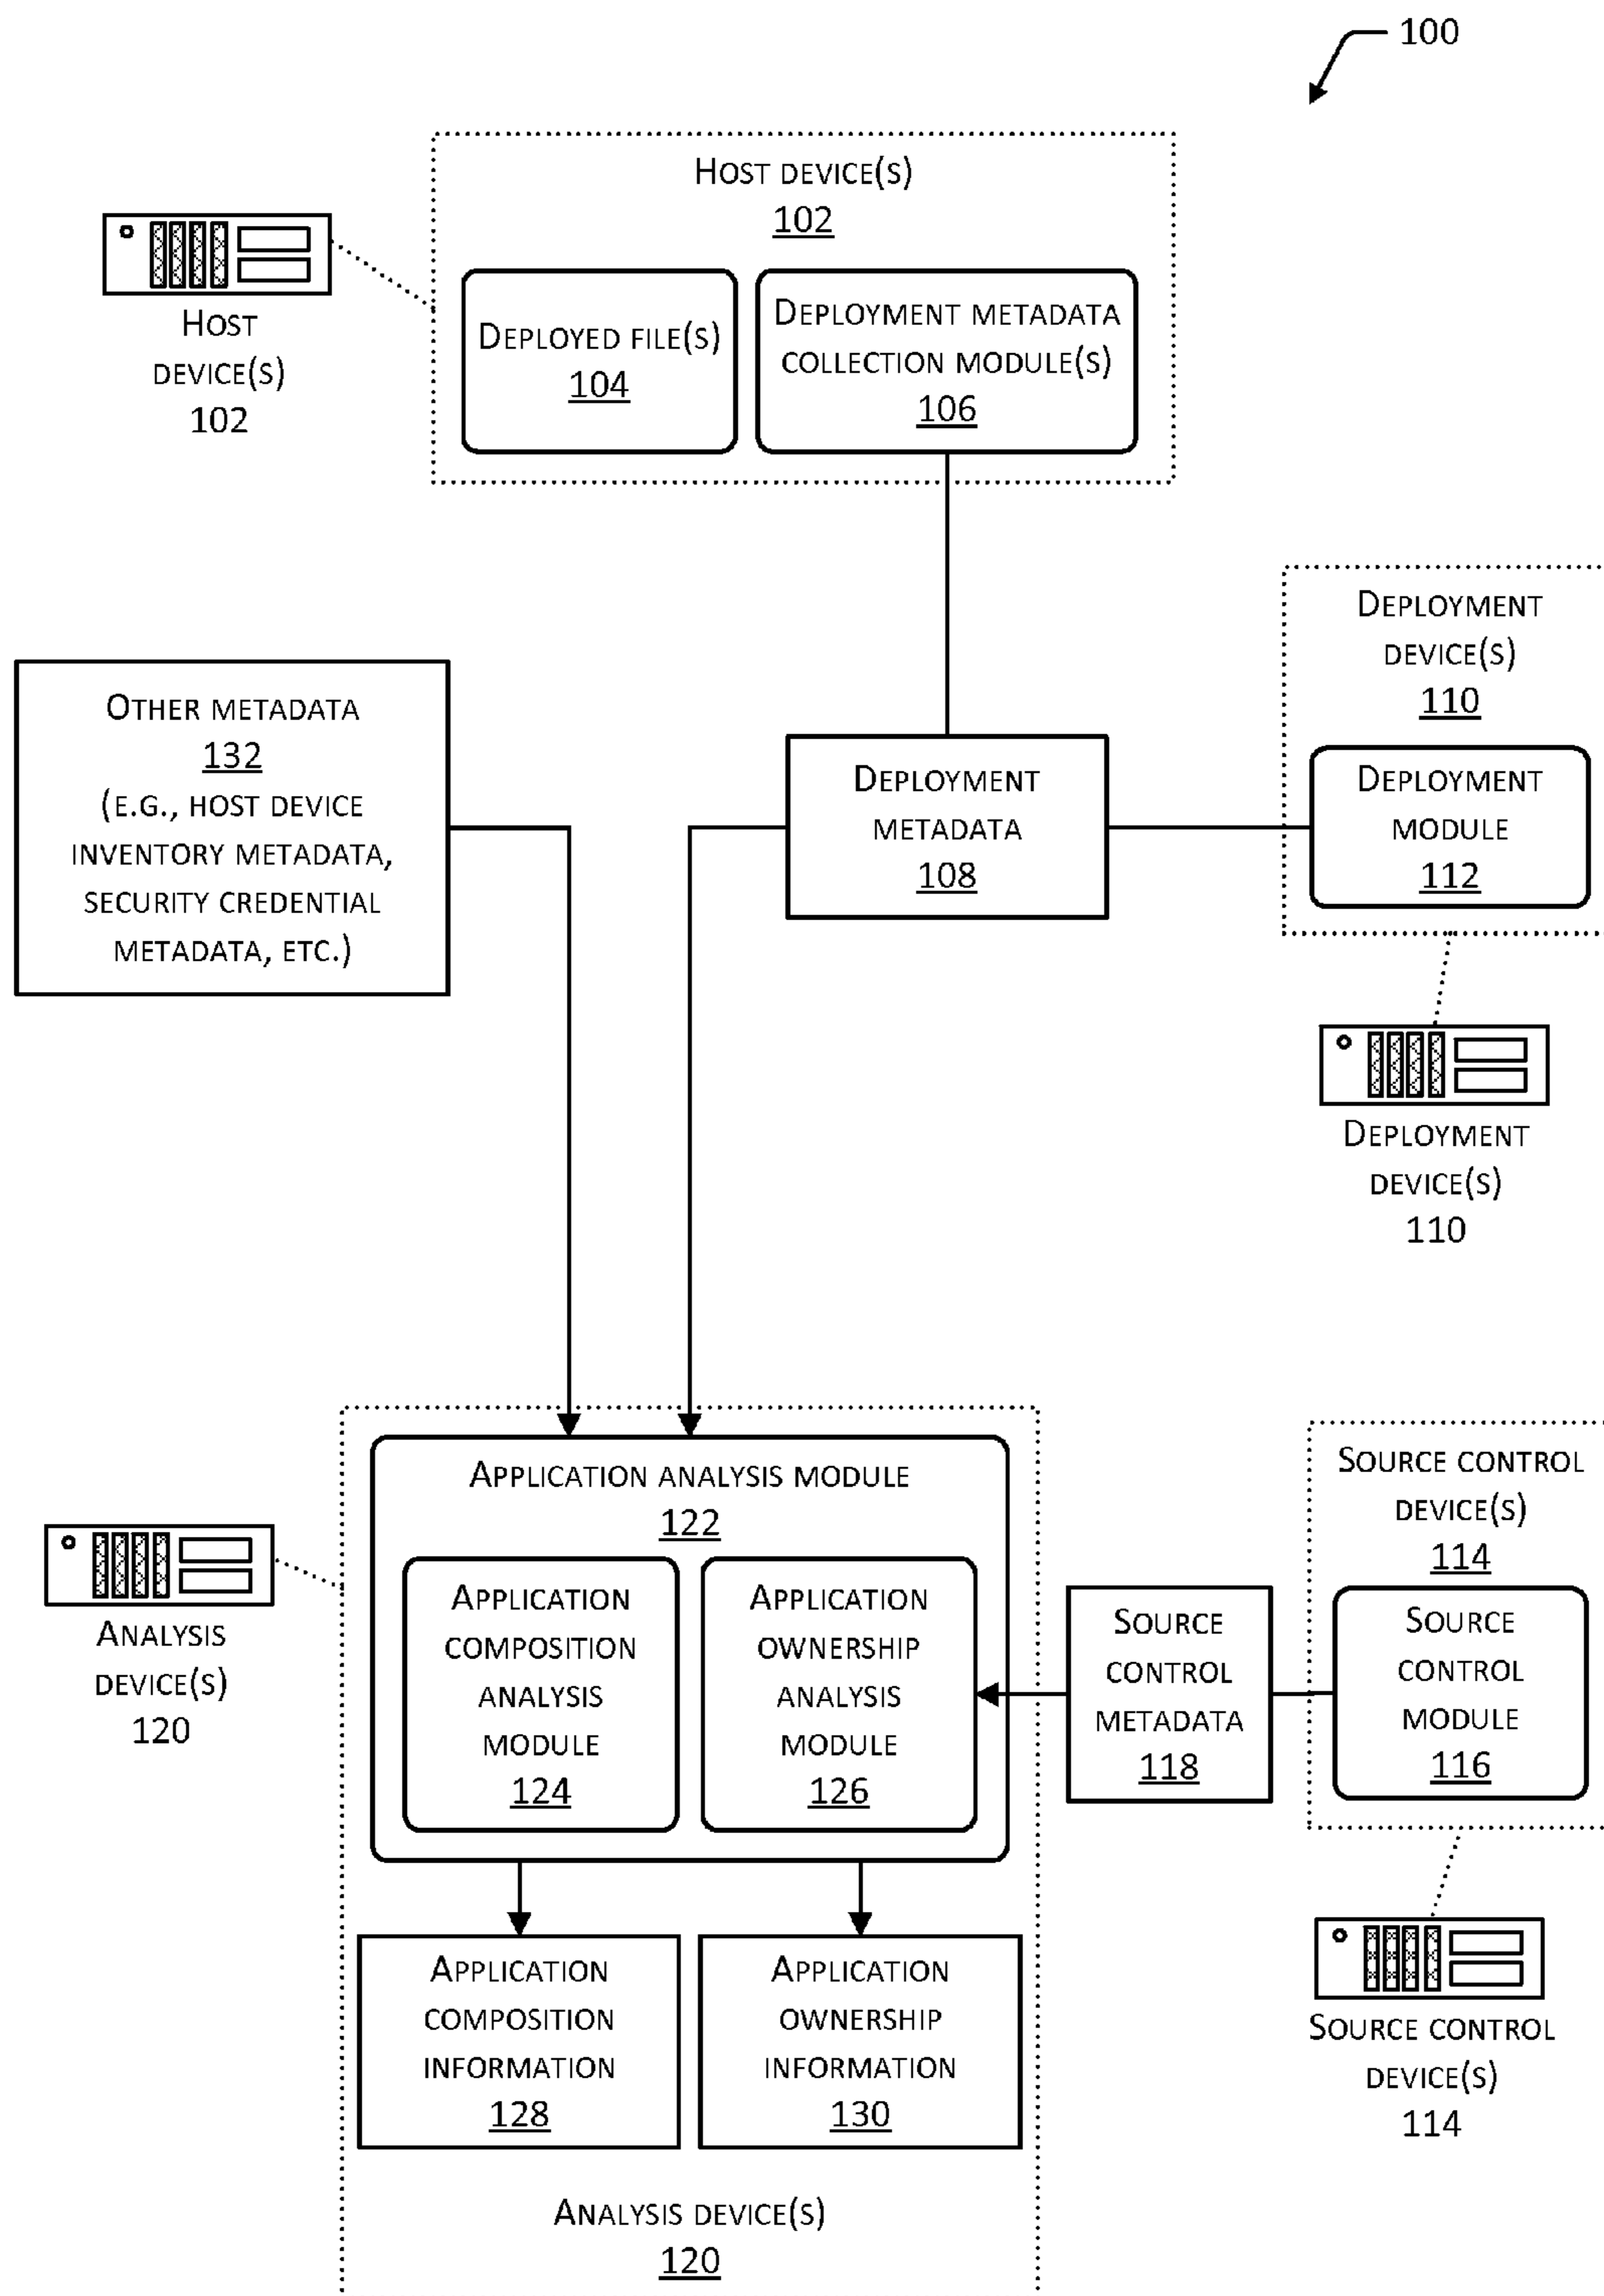 100
Host device(s)
102
Host
device(s)
102
Deployed file(s)
104
Deployment metadata
collection module(s)
106
Deployment
device(s)
110
Other metadata
132
(e.g., host device
inventory metadata,
security credential
metadata, etc.)
Deployment
metadata
108
Deployment
module
112
Deployment
device(s)
110
Application analysis module
122
Source control
device(s)
114
Analysis
device(s)
120
Application
composition
analysis
module
124
Application
ownership
analysis
module
126
Source
control
metadata
118
Source
control
module
116
Application
composition
information
128
Application
ownership
information
130
Source control
device(s)
114
Analysis device(s)
120